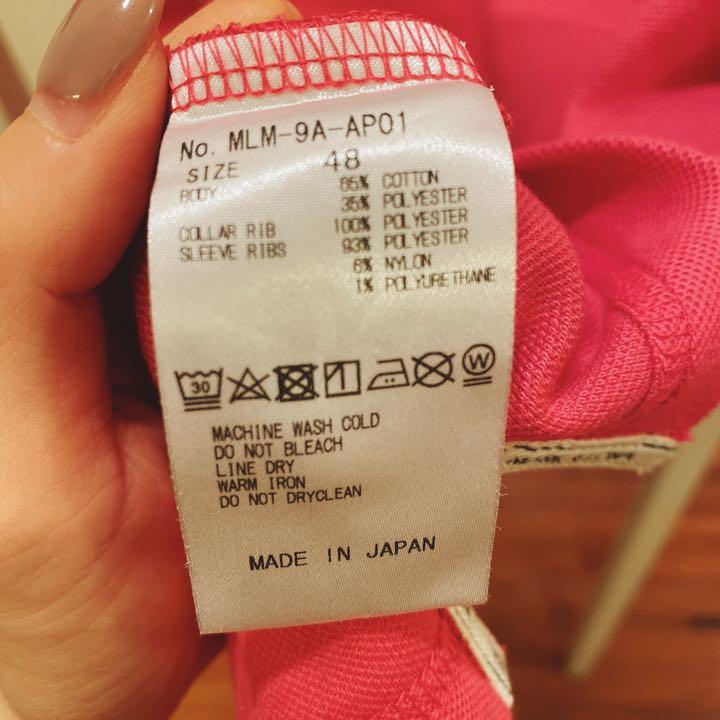 No. MLM-9A-AP01
SIZE 48
BODY 65% COTTON
35% POLYESTER
COLLAR RIB 100% POLYESTER
SLEEVE RIBS 93% POLYESTER
6% NYLON
1% POLYURETHANE
30 W
MACHINE WASH COLD
DO NOT BLEACH
LINE DRY
WARM IRON
DO NOT DRYCLEAN
MADE IN JAPAN